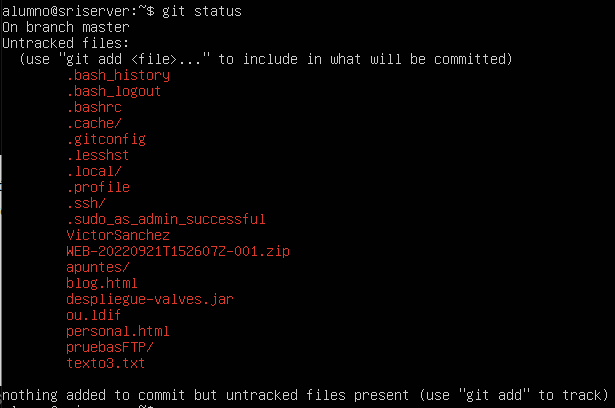 alumno@sriserver:~$ git status
On branch master
Untracked files:
  (use "git add <file>..." to include in what will be committed)
        .bash_history
        .bash_logout
        .bashrc
        .cache/
        .gitconfig
        .lesshst
        .local/
        .profile
        .ssh/
        .sudo_as_admin_successful
        VictorSanchez
        WEB-20220921T152607Z-001.zip
        apuntes/
        blog.html
        despliegue-valves.jar
        ou.ldif
        personal.html
        pruebasFTP/
        texto3.txt

nothing added to commit but untracked files present (use "git add" to track)